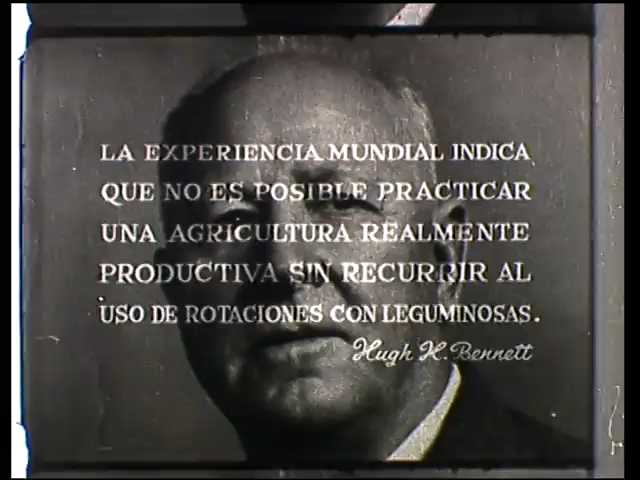 LA EXPERIENCIA MUNDIAL INDICA
QUE NO ES POSIBLE PRACTICAR
UNA AGRICULTURA REALMENTE
PRODUCTIVA SIN RECURRIR AL
USO DE ROTACIONES CON LEGUMINOSAS.
Hugh H. Bennett